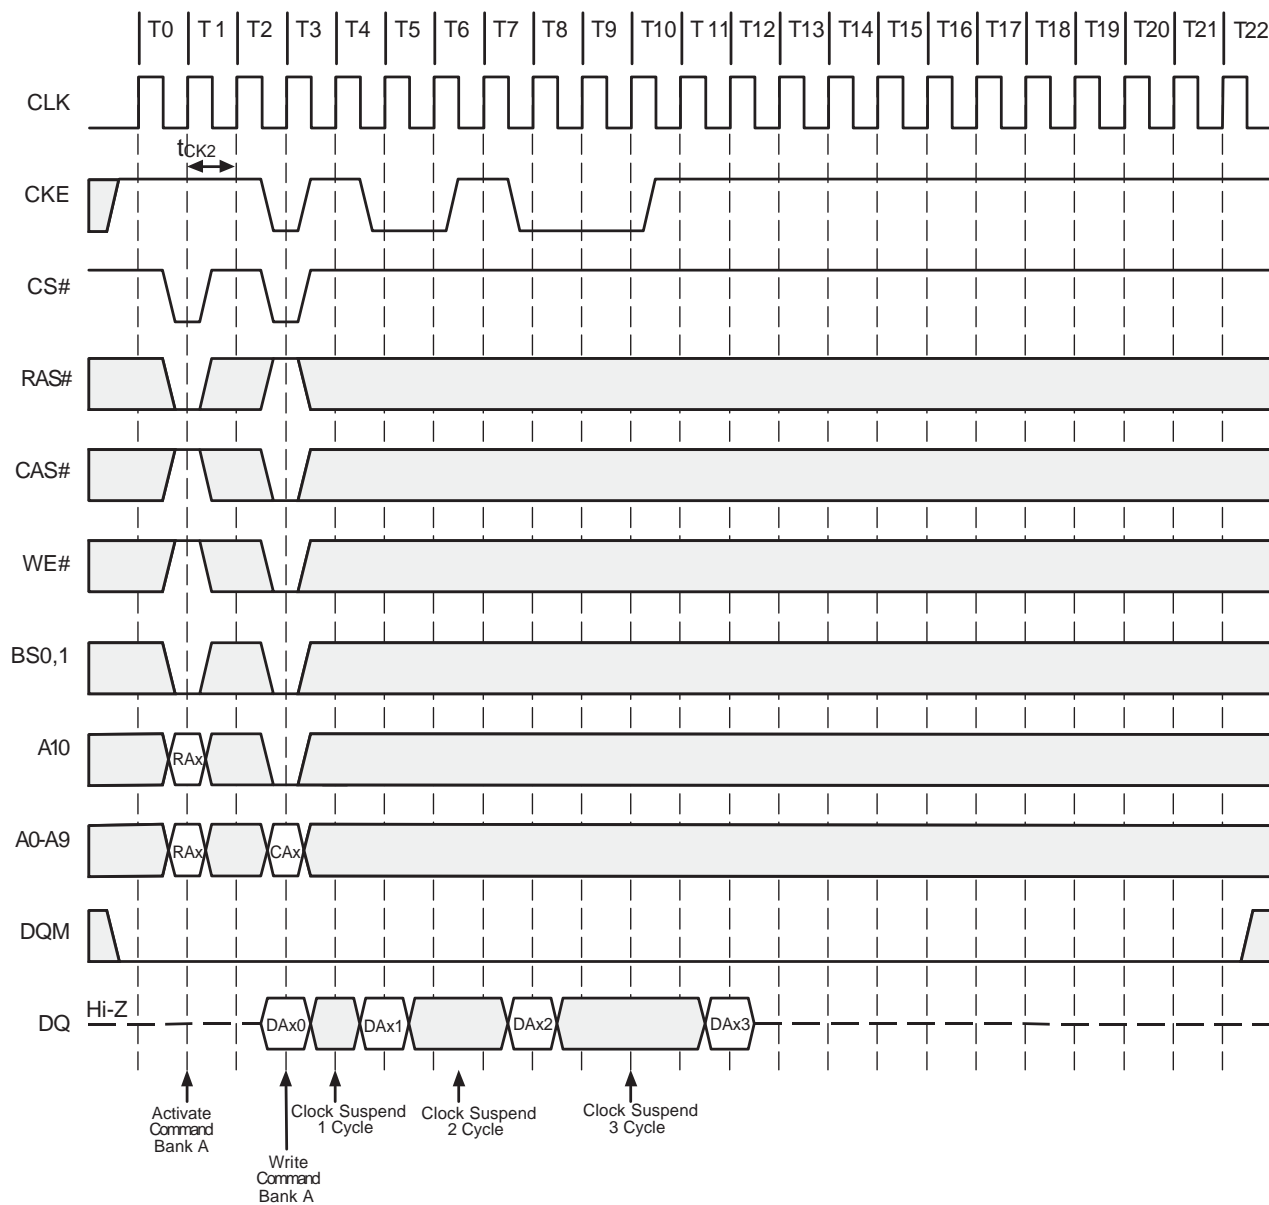 T0 T1 T2 T3 T4 T5 T6 T7 T8 T9 T10 T11 T12 T13 T14 T15 T16 T17 T18 T19 T20 T21 T22
CLK
tCK2
CKE
CS#
RAS#
CAS#
WE#
BS0,1
A10
RAx
A0-A9
RAx CAx
DQM
Hi-Z
DQ
DAx0 DAx1 DAx2 DAx3
Activate
Command
Bank A
Write
Command
Bank A
Clock Suspend
1 Cycle
Clock Suspend
2 Cycle
Clock Suspend
3 Cycle